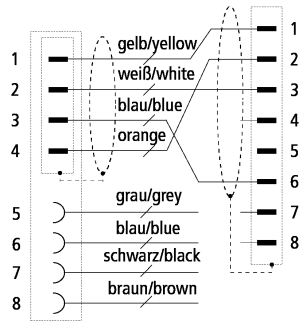 1 gelb/yellow 1
2 weiß/white 2
3 blau/blue 3
4 orange 4
5
6
5 grau/grey 7
6 blau/blue 8
7 schwarz/black
8 braun/brown